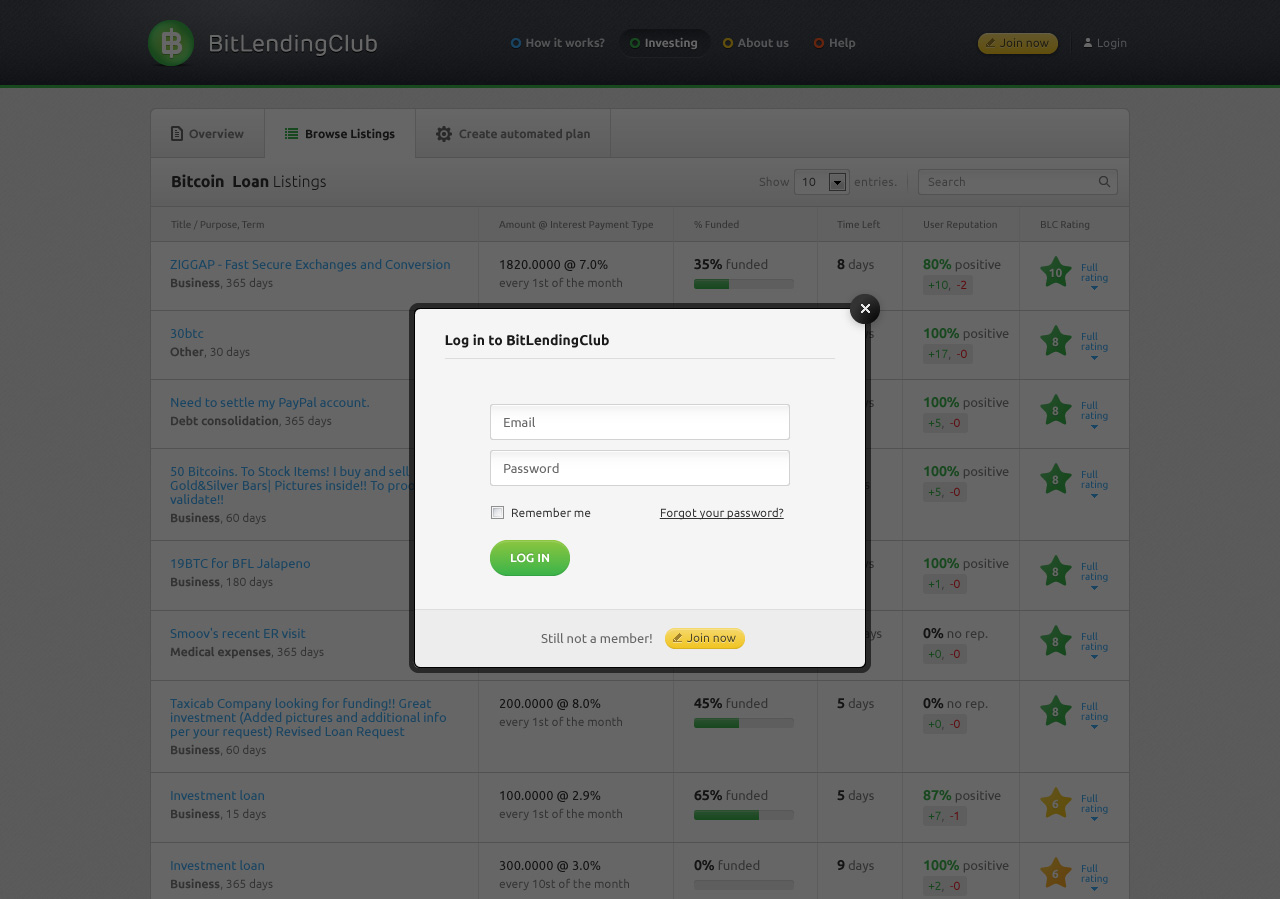 BitLendingClub
How it works?
Investing
About us
Help
Join now
Login
Overview
Browse Listings
Create automated plan
Bitcoin Loan Listings
Show 10 entries.
Search
Title / Purpose, Term
Amount @ Interest Payment Type
% Funded
Time Left
User Reputation
BLC Rating
ZIGGAP - Fast Secure Exchanges and Conversion
Business, 365 days
1820.0000 @ 7.0%
every 1st of the month
35% funded
8 days
80% positive
+10, -2
10
Full
rating
30btc
Other, 30 days
100% positive
+17, -0
8
Full
rating
Need to settle my PayPal account.
Debt consolidation, 365 days
100% positive
+5, -0
8
Full
rating
50 Bitcoins. To Stock Items! I buy and sell
Gold&Silver Bars| Pictures inside!! To
validate!!
Business, 60 days
100% positive
+5, -0
8
Full
rating
19BTC for BFL Jalapeno
Business, 180 days
100% positive
+1, -0
8
Full
rating
Smoov's recent ER visit
Medical expenses, 365 days
0% no rep.
+0, -0
8
Full
rating
Taxicab Company looking for funding!! Great
investment (Added pictures and additional info
per your request) Revised Loan Request
Business, 60 days
200.0000 @ 8.0%
every 1st of the month
45% funded
5 days
0% no rep.
+0, -0
8
Full
rating
Investment loan
Business, 15 days
100.0000 @ 2.9%
every 1st of the month
65% funded
5 days
87% positive
+7, -1
6
Full
rating
Investment loan
Business, 365 days
300.0000 @ 3.0%
every 10st of the month
0% funded
9 days
100% positive
+2, -0
6
Full
rating
Log in to BitLendingClub
Email
Password
Remember me
Forgot your password?
LOG IN
Still not a member!
Join now